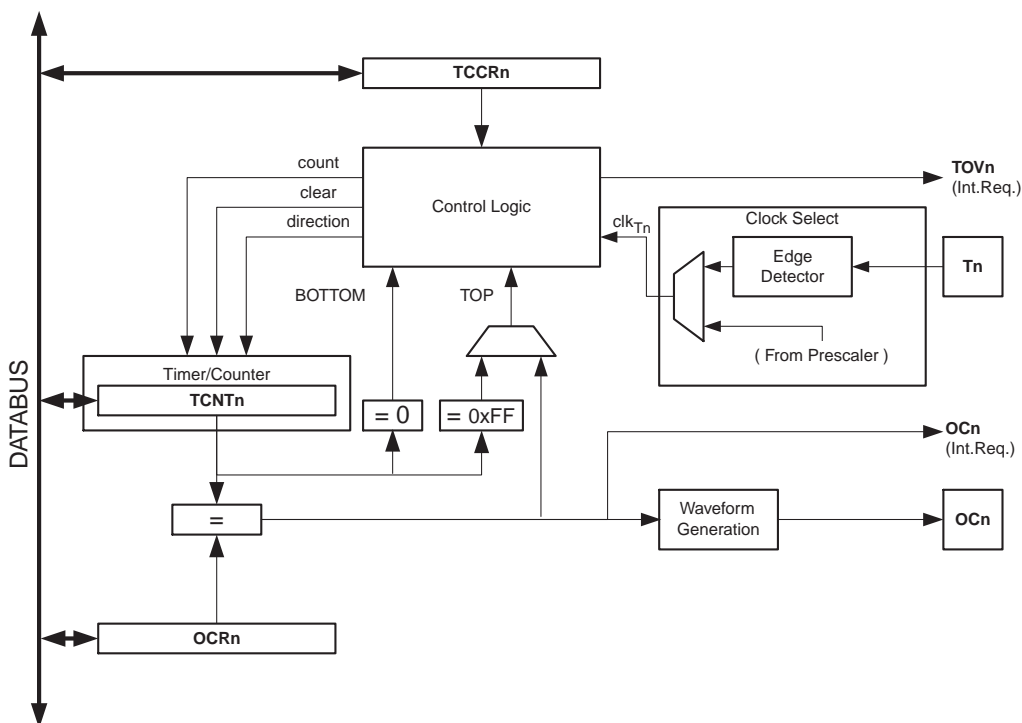 TCCRn
count
clear
direction
Control Logic
TOVn
(Int.Req.)
clkTn
Clock Select
Edge
Detector
Tn
( From Prescaler )
BOTTOM
TOP
Timer/Counter
TCNTn
= 0
= 0xFF
DATABUS
OCn
(Int.Req.)
=
Waveform
Generation
OCn
OCRn